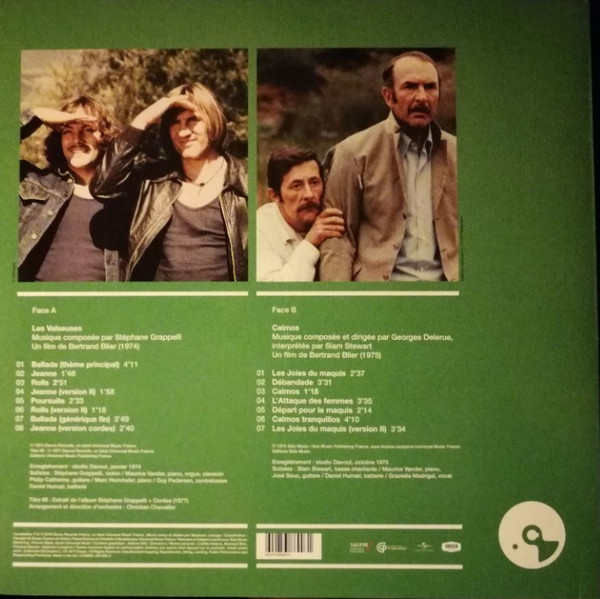 Face A
Les Valseuses
Musique composée par Stéphane Grappelli
Un film de Bertrand Blier (1974)
01 Ballade (thème principal) 4'11
02 Jeanne 1'48
03 Rolls 2'51
04 Jeanne (version II) 1'58
05 Poursuite 2'33
06 Rolls (version II) 1'18
07 Ballade (générique fin) 3'49
08 Jeanne (version cordes) 2'40
Enregistrement : studio Davout, janvier 1974
Solistes : Stéphane Grappelli, violon / Maurice Vander, piano, orgue, clavecin
Philip Catherine, guitare / Marc Hemmeler, piano / Guy Pedersen, contrebasse
Daniel Humair, batterie
Titre 08 : Extrait de l'album Stéphane Grappelli + Cordes (1977)
Arrangement et direction d'orchestre : Christian Chevallier
Face B
Calmos
Musique composée et dirigée par Georges Delerue,
interprétée par Slam Stewart
Un film de Bertrand Blier (1975)
01 Les Joies du maquis 2'37
02 Débandade 3'31
03 Calmos 1'18
04 L'Attaque des femmes 3'35
05 Départ pour le maquis 2'14
06 Calmos tranquillos 4'10
07 Les Joies du maquis (version II) 3'34
Enregistrement : studio Davout, octobre 1975
Solistes : Slam Stewart, basse chantante / Maurice Vander, piano,
José Souc, guitare / Daniel Humair, batterie / Graziella Madrigal, vocal
DECCA